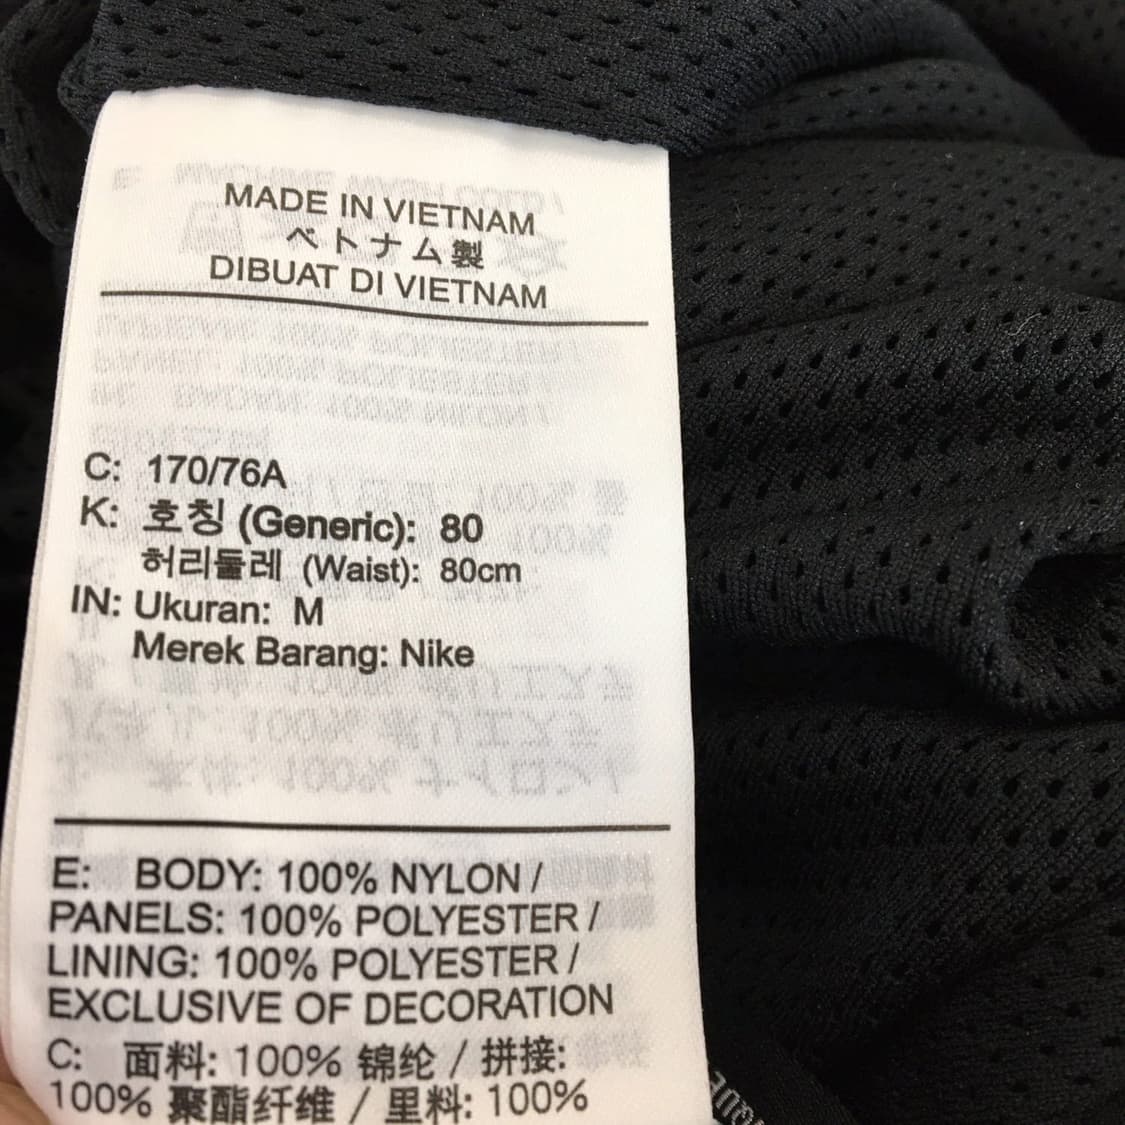 MADE IN VIETNAM
ベトナム製
DIBUAT DI VIETNAM
C: 170/76A
K: 호칭 (Generic): 80
허리둘레 (Waist): 80cm
IN: Ukuran: M
Merek Barang: Nike
E: BODY: 100% NYLON /
PANELS: 100% POLYESTER /
LINING: 100% POLYESTER /
EXCLUSIVE OF DECORATION
C: 面料: 100% 锦纶 / 拼接:
100% 聚酯纤维 / 里料: 100%